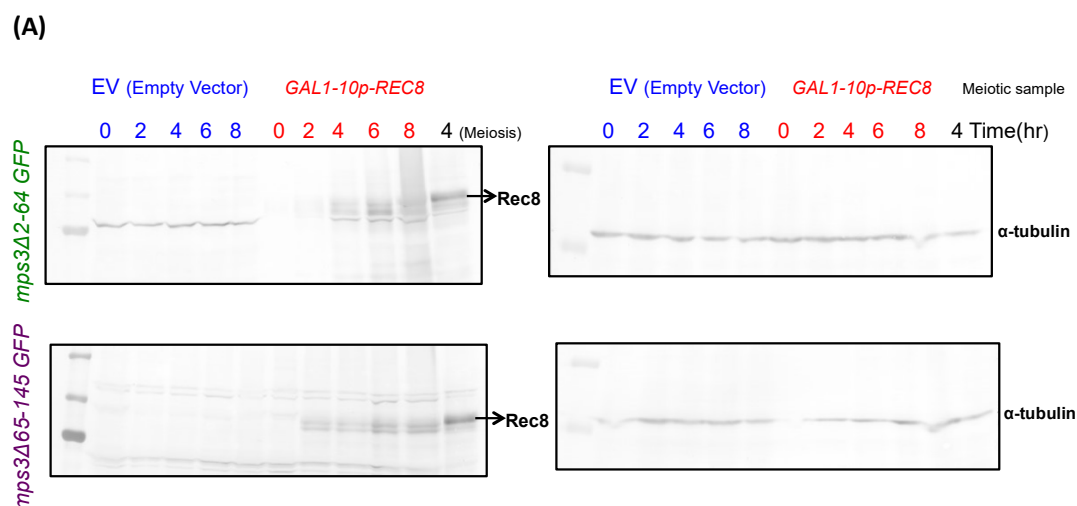 (A)
EV (Empty Vector) GAL1-10p-REC8
0 2 4 6 8 0 2 4 6 8 4 (Meiosis)
mps3Δ2-64 GFP
Rec8
EV (Empty Vector) GAL1-10p-REC8 Meiotic sample
0 2 4 6 8 0 2 4 6 8 4 Time(hr)
α-tubulin
mps3Δ65-145 GFP
Rec8
α-tubulin